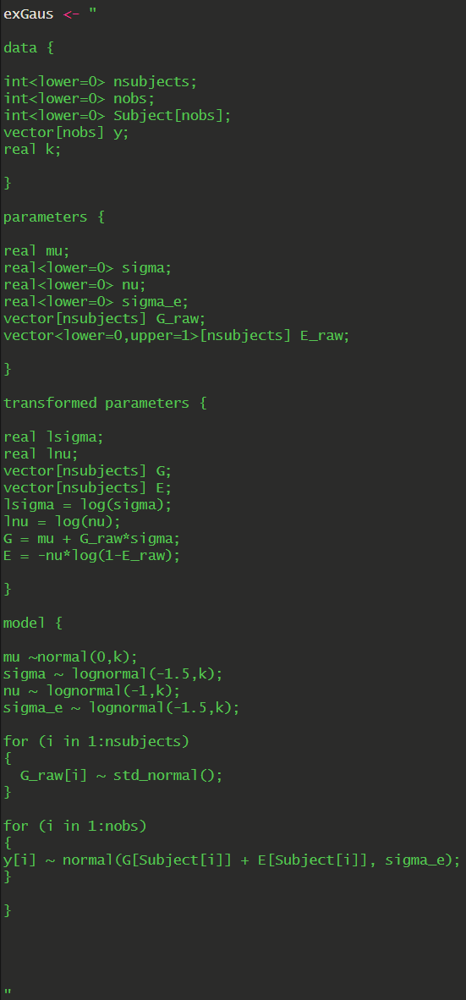 exGaus <- "
data {
int<lower=0> nsubjects;
int<lower=0> nobs;
int<lower=0> Subject[nobs];
vector[nobs] y;
real k;
}
parameters {
real mu;
real<lower=0> sigma;
real<lower=0> nu;
real<lower=0> sigma_e;
vector[nsubjects] G_raw;
vector<lower=0,upper=1>[nsubjects] E_raw;
}
transformed parameters {
real lsigma;
real lnu;
vector[nsubjects] G;
vector[nsubjects] E;
lsigma = log(sigma);
lnu = log(nu);
G = mu + G_raw*sigma;
E = -nu*log(1-E_raw);
}
model {
mu ~normal(0,k);
sigma ~ lognormal(-1.5,k);
nu ~ lognormal(-1,k);
sigma_e ~ lognormal(-1.5,k);
for (i in 1:nsubjects)
{
  G_raw[i] ~ std_normal();
}
for (i in 1:nobs)
{
y[i] ~ normal(G[Subject[i]] + E[Subject[i]], sigma_e);
}
}
"